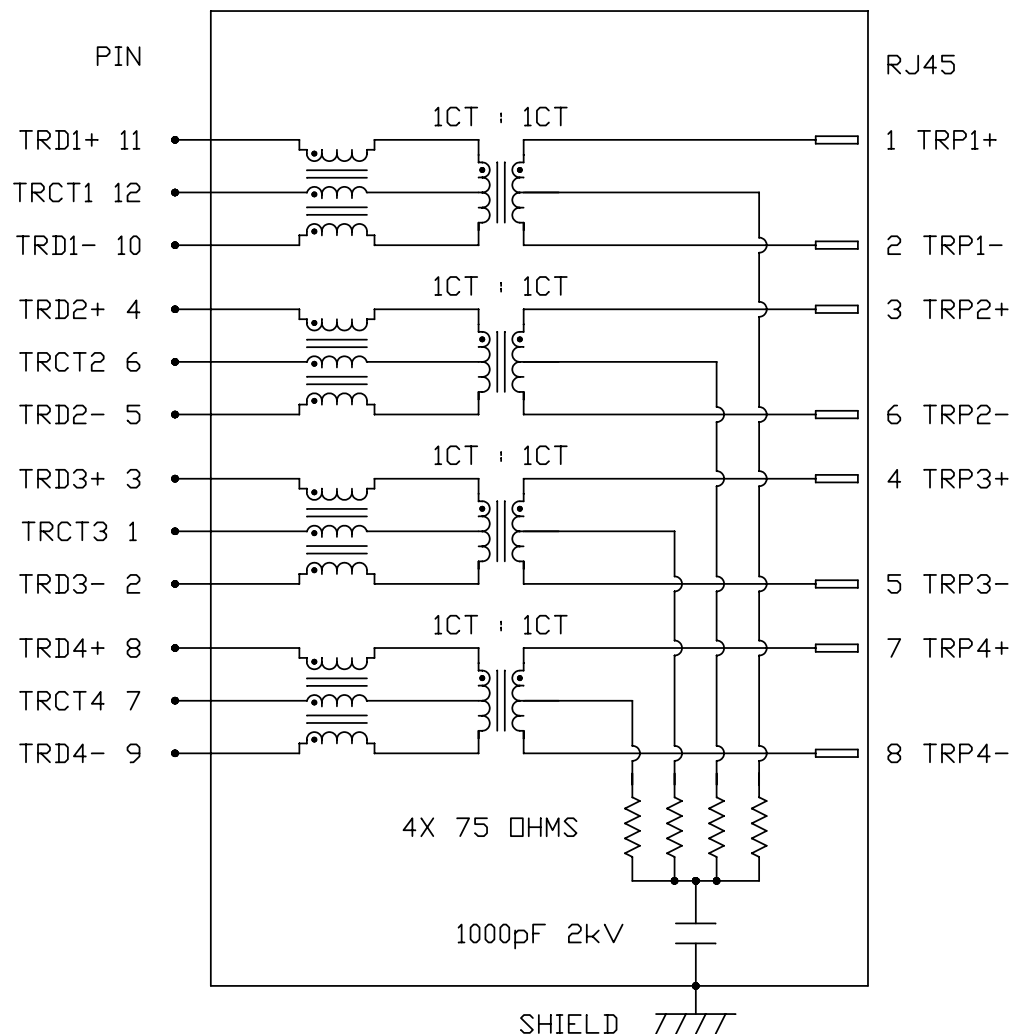 PIN
RJ45
1CT : 1CT
TRD1+ 11
1 TRP1+
TRCT1 12
TRD1- 10
2 TRP1-
1CT : 1CT
TRD2+ 4
3 TRP2+
TRCT2 6
TRD2- 5
6 TRP2-
1CT : 1CT
TRD3+ 3
4 TRP3+
TRCT3 1
TRD3- 2
5 TRP3-
1CT : 1CT
TRD4+ 8
7 TRP4+
TRCT4 7
TRD4- 9
8 TRP4-
4X 75 OHMS
1000pF 2kV
SHIELD